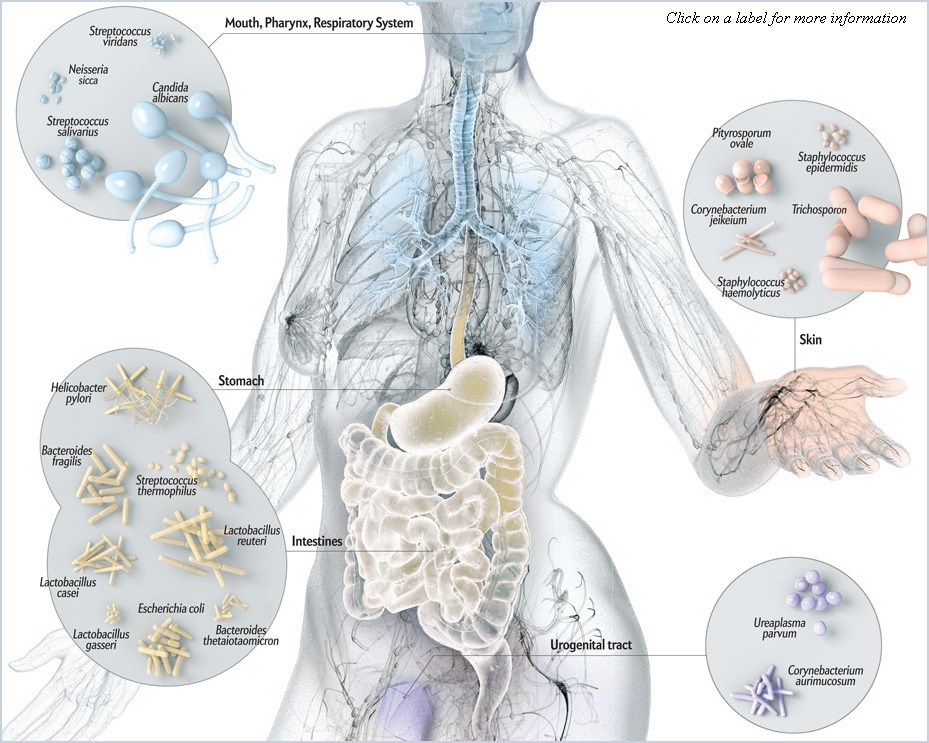 Click on a label for more information
Mouth, Pharynx, Respiratory System
Streptococcus
viridans
Neisseria
sicca
Candida
albicans
Streptococcus
salivarius
Pityrosporum
ovale
Staphylococcus
epidermidis
Corynebacterium
jeikeium
Trichosporon
Staphylococcus
haemolyticus
Skin
Stomach
Helicobacter
pylori
Bacteroides
fragilis
Streptococcus
thermophilus
Lactobacillus
reuteri
Intestines
Lactobacillus
casei
Escherichia coli
Lactobacillus
gasseri
Bacteroides
thetaiotaomicron
Urogenital tract
Ureaplasma
parvum
Corynebacterium
aurimucosum